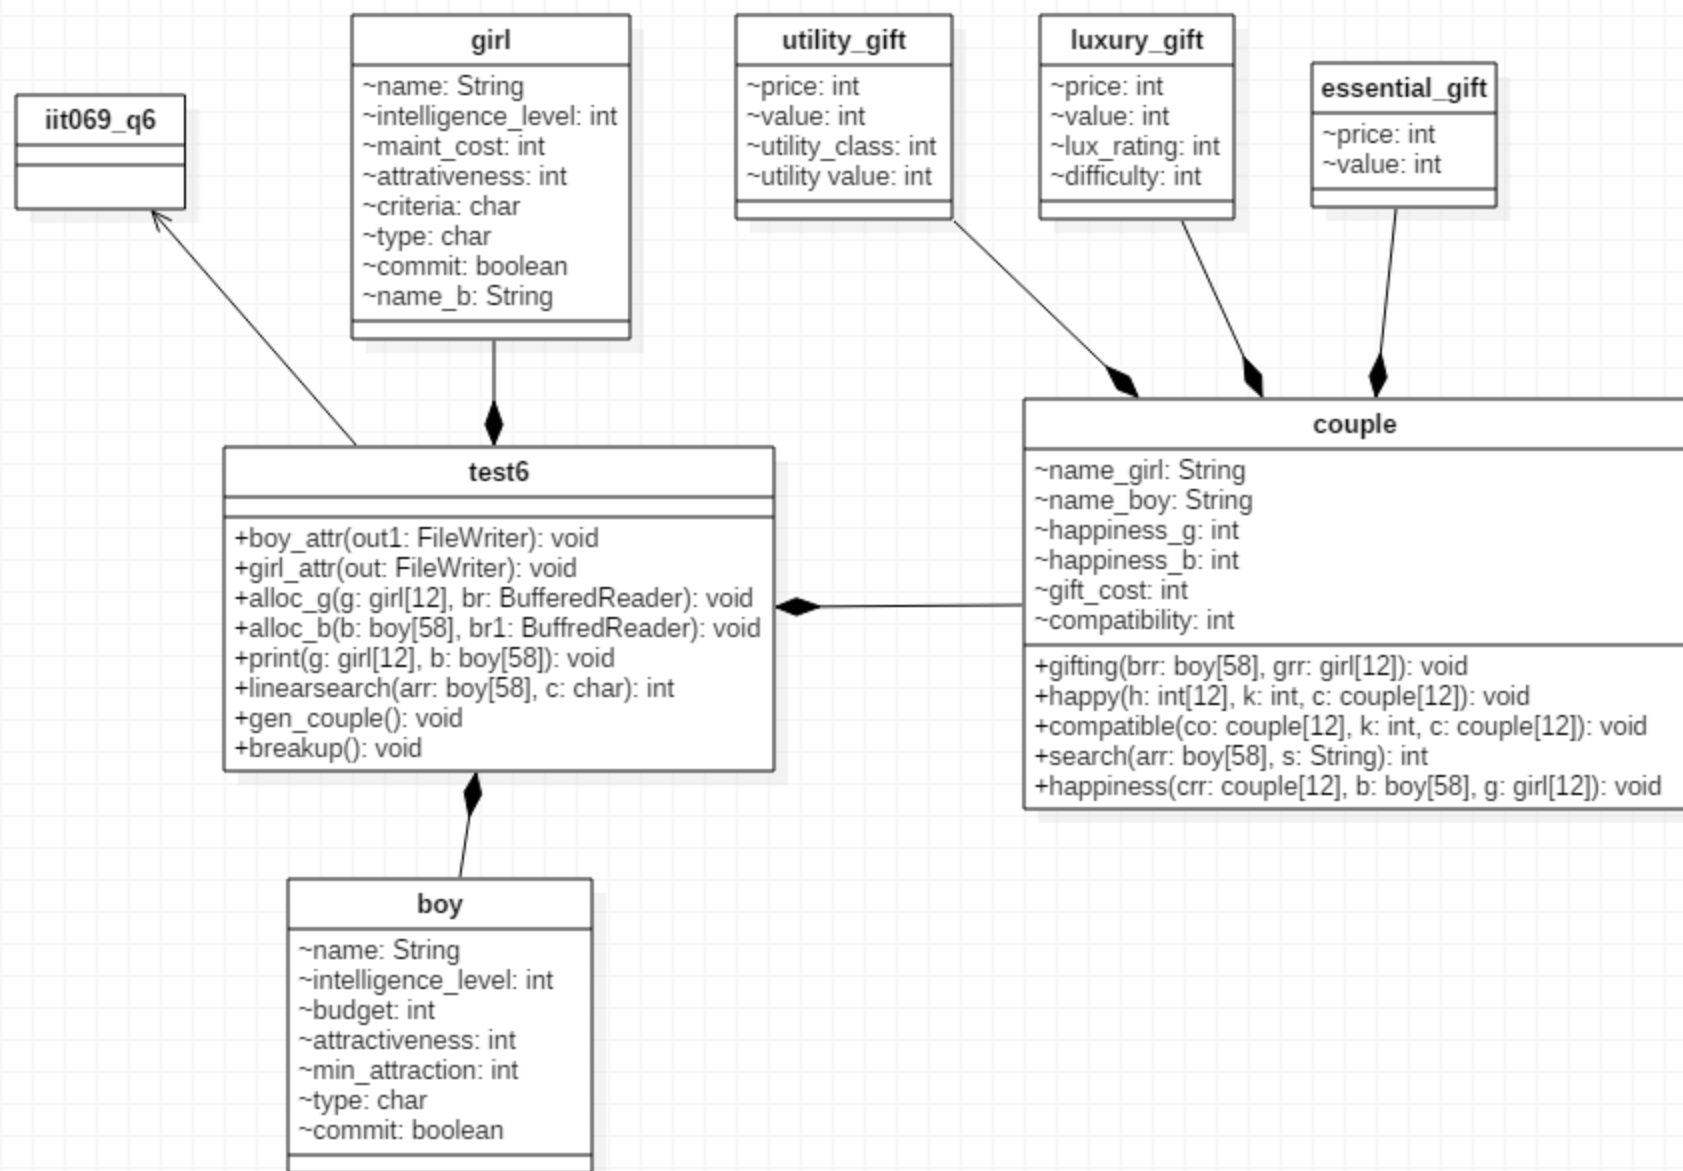 iit069_q6
girl
~name: String
~intelligence_level: int
~maint_cost: int
~attrativeness: int
~criteria: char
~type: char
~commit: boolean
~name_b: String
utility_gift
~price: int
~value: int
~utility_class: int
~utility value: int
luxury_gift
~price: int
~value: int
~lux_rating: int
~difficulty: int
essential_gift
~price: int
~value: int
test6
+boy_attr(out1: FileWriter): void
+girl_attr(out: FileWriter): void
+alloc_g(g: girl[12], br: BufferedReader): void
+alloc_b(b: boy[58], br1: BuffredReader): void
+print(g: girl[12], b: boy[58]): void
+linearsearch(arr: boy[58], c: char): int
+gen_couple(): void
+breakup(): void
couple
~name_girl: String
~name_boy: String
~happiness_g: int
~happiness_b: int
~gift_cost: int
~compatibility: int
+gifting(brr: boy[58], grr: girl[12]): void
+happy(h: int[12], k: int, c: couple[12]): void
+compatible(co: couple[12], k: int, c: couple[12]): void
+search(arr: boy[58], s: String): int
+happiness(crr: couple[12], b: boy[58], g: girl[12]): void
boy
~name: String
~intelligence_level: int
~budget: int
~attractiveness: int
~min_attraction: int
~type: char
~commit: boolean